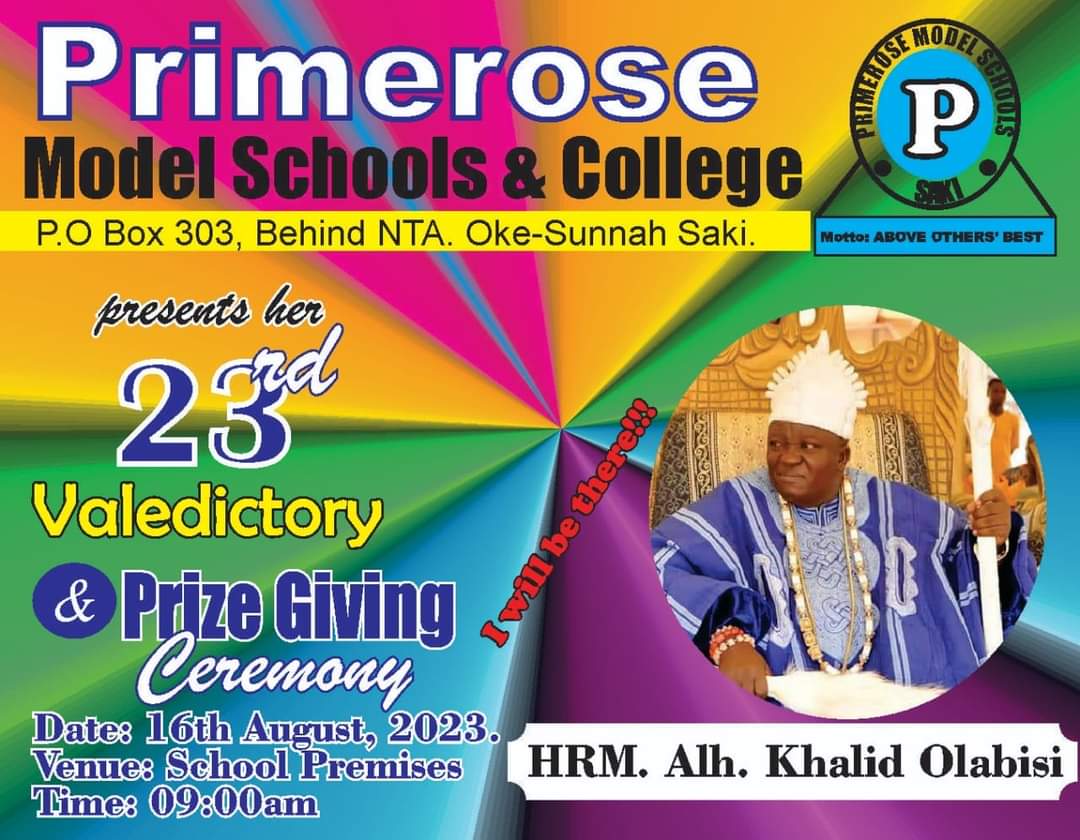 Primerose
Model Schools & College
P.O Box 303, Behind NTA. Oke-Sunnah Saki.
PRIMEROSE MODEL SCHOOLS
P
SAKI
Motto: ABOVE OTHERS' BEST
presents her
23rd
Valedictory
& Prize Giving
Ceremony
Date: 16th August, 2023.
Venue: School Premises
Time: 09:00am
I will be there!!!
HRM. Alh. Khalid Olabisi